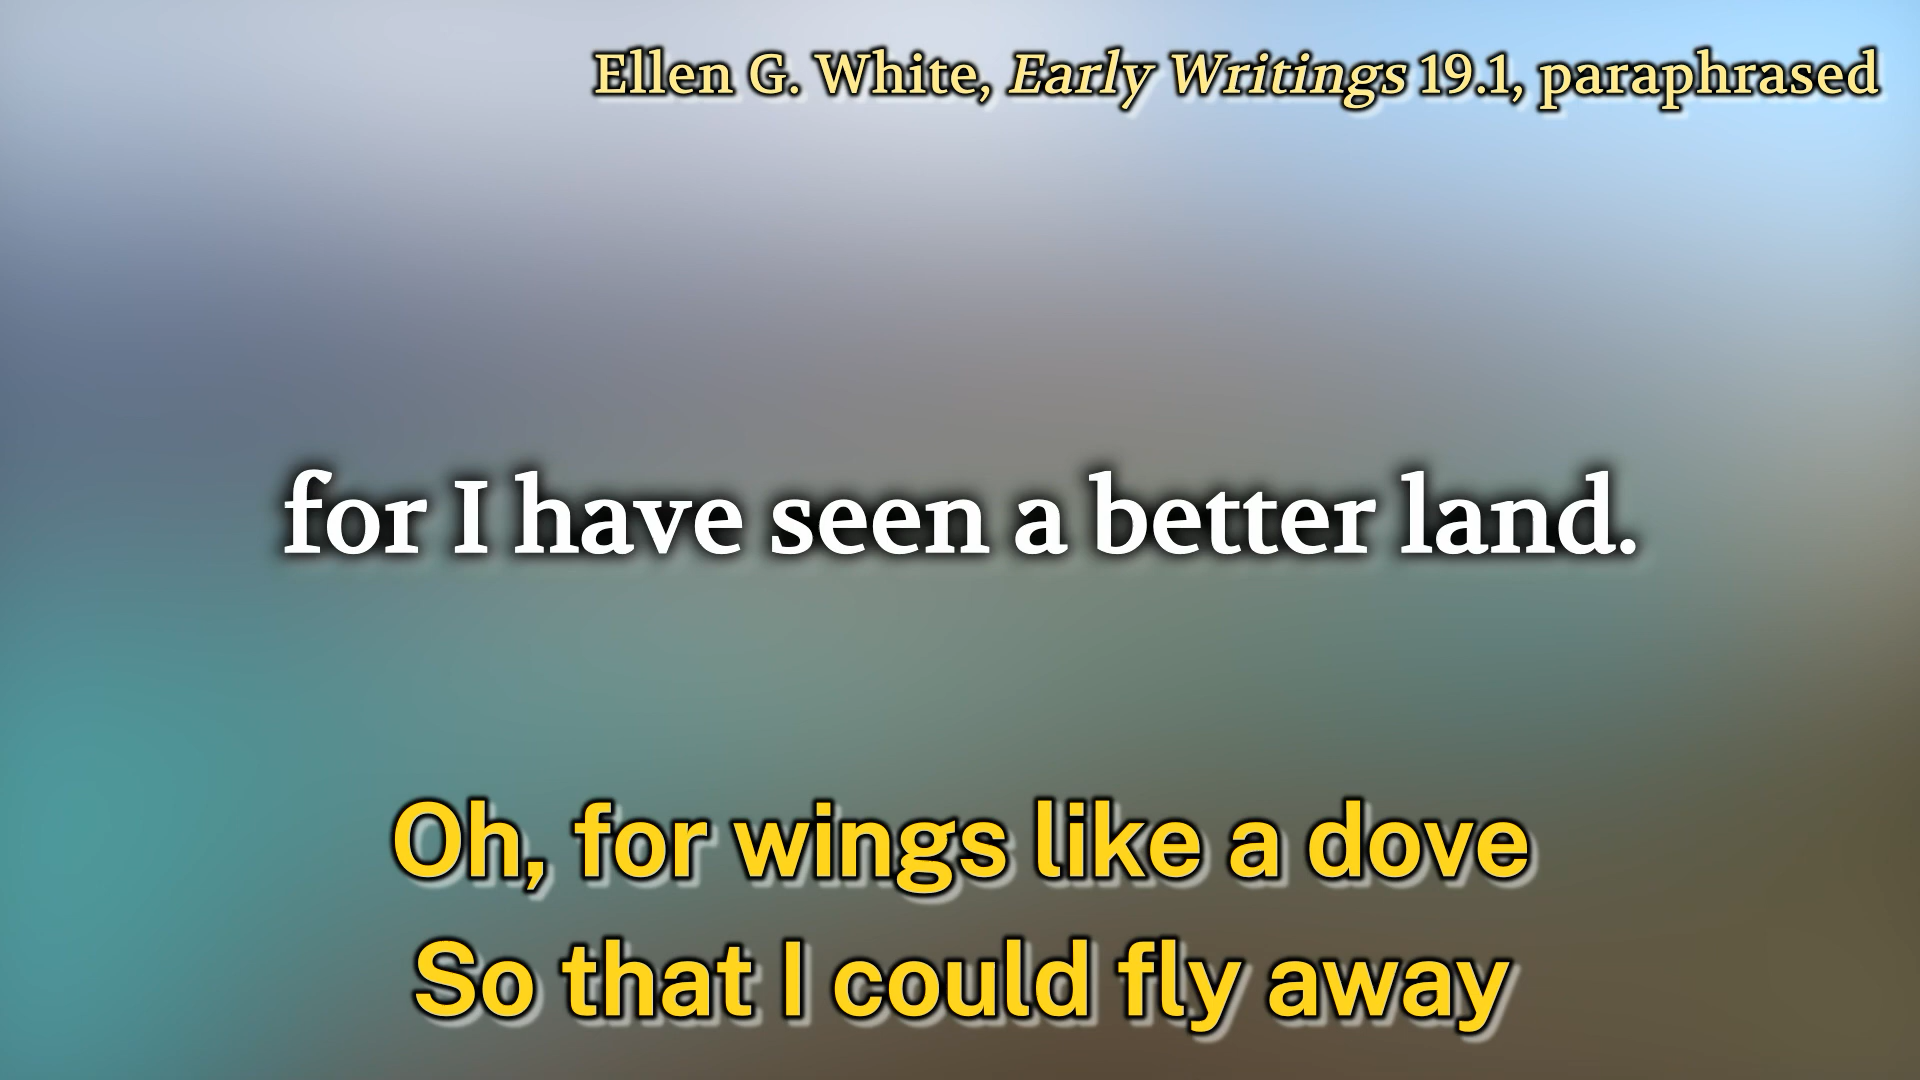 Ellen G. White, Early Writings 19.1, paraphrased
for I have seen a better land.
Oh, for wings like a dove
So that I could fly away